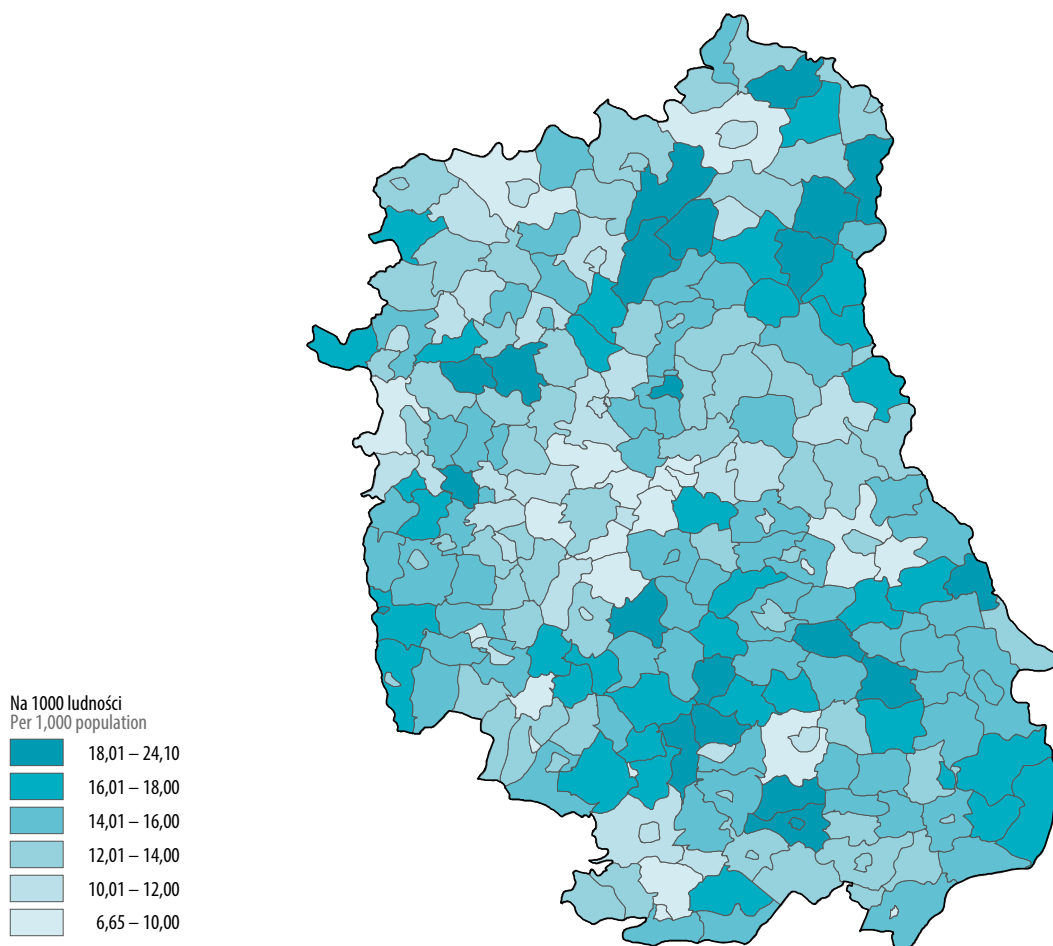 Na 1000 ludności
Per 1,000 population
18,01 – 24,10
16,01 – 18,00
14,01 – 16,00
12,01 – 14,00
10,01 – 12,00
6,65 – 10,00